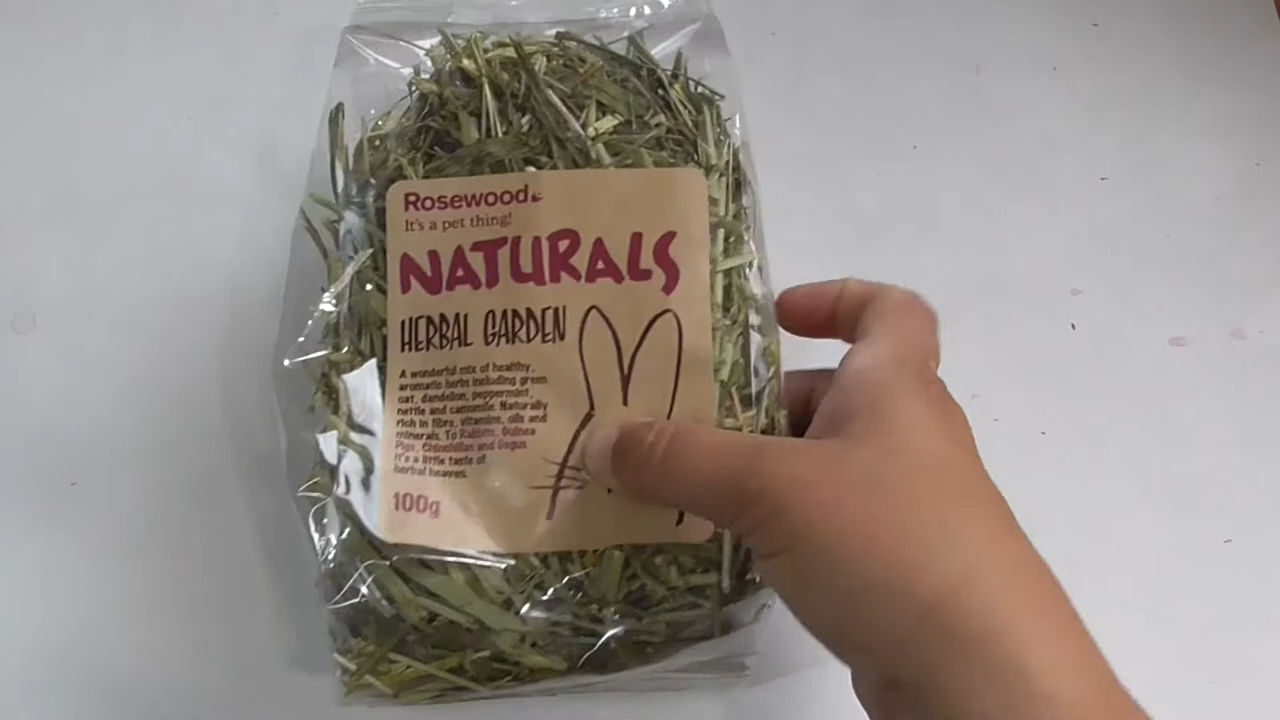 Rosewood
It's a pet thing!
NATURALS
HERBAL GARDEN
A wonderful mix of healthy,
aromatic herbs including green
oat, dandelion, peppermint,
nettle and camomile. Naturally
rich in fibre, vitamins, oils and
minerals. To Rabbits, Guinea
Pigs, Chinchillas and Degus
it's a little taste of
herbal heaven.
100g